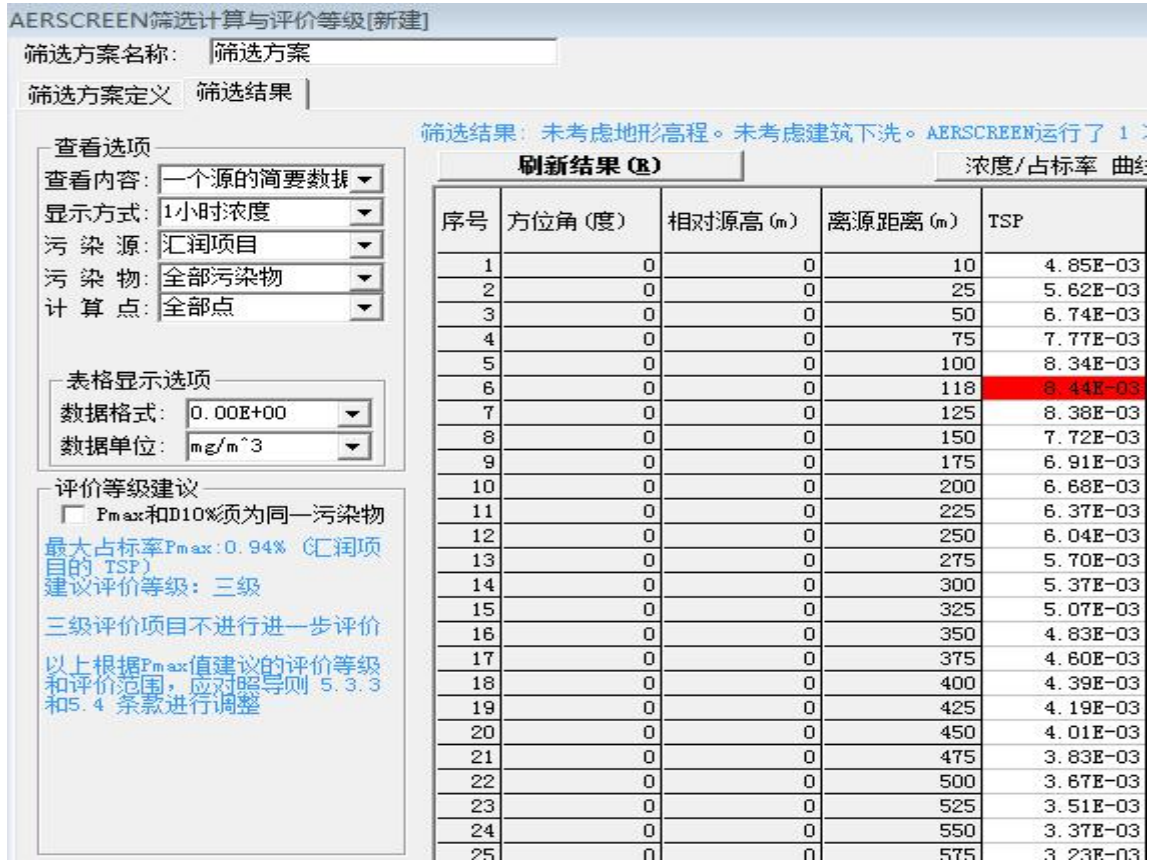 AERSCREEN筛选计算与评价等级[新建]
筛选方案名称: 筛选方案
筛选方案定义 筛选结果
查看选项
查看内容: 一个源的简要数据
显示方式: 1小时浓度
污 染 源: 汇润项目
污 染 物: 全部污染物
计 算 点: 全部点
表格显示选项
数据格式: 0.00E+00
数据单位: mg/m^3
评价等级建议
Pmax和D10%须为同一污染物
最大占标率Pmax:0.94% (汇润项
目的 TSP)
建议评价等级: 三级
三级评价项目不进行进一步评价
以上根据Pmax值建议的评价等级
和评价范围,应对照导则 5.3.3
和5.4 条款进行调整
筛选结果: 未考虑地形高程。未考虑建筑下洗。AERSCREEN运行了 1
刷新结果(R) 浓度/占标率 曲线
序号 方位角(度) 相对源高(m) 离源距离(m) TSP
1 0 0 10 4.85E-03
2 0 0 25 5.62E-03
3 0 0 50 6.74E-03
4 0 0 75 7.77E-03
5 0 0 100 8.34E-03
6 0 0 118 8.44E-03
7 0 0 125 8.38E-03
8 0 0 150 7.72E-03
9 0 0 175 6.91E-03
10 0 0 200 6.68E-03
11 0 0 225 6.37E-03
12 0 0 250 6.04E-03
13 0 0 275 5.70E-03
14 0 0 300 5.37E-03
15 0 0 325 5.07E-03
16 0 0 350 4.83E-03
17 0 0 375 4.60E-03
18 0 0 400 4.39E-03
19 0 0 425 4.19E-03
20 0 0 450 4.01E-03
21 0 0 475 3.83E-03
22 0 0 500 3.67E-03
23 0 0 525 3.51E-03
24 0 0 550 3.37E-03
25 0 0 575 3.23E-03